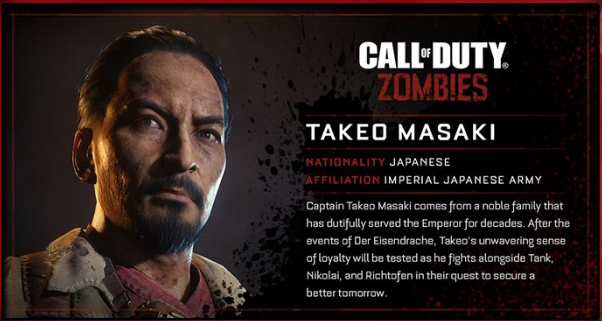 CALL OF DUTY®
ZOMBIES
TAKEO MASAKI
NATIONALITY JAPANESE
AFFILIATION IMPERIAL JAPANESE ARMY
Captain Takeo Masaki comes from a noble family that
has dutifully served the Emperor for decades. After the
events of Der Eisendrache, Takeo's unwavering sense
of loyalty will be tested as he fights alongside Tank,
Nikolai, and Richtofen in their quest to secure a
better tomorrow.